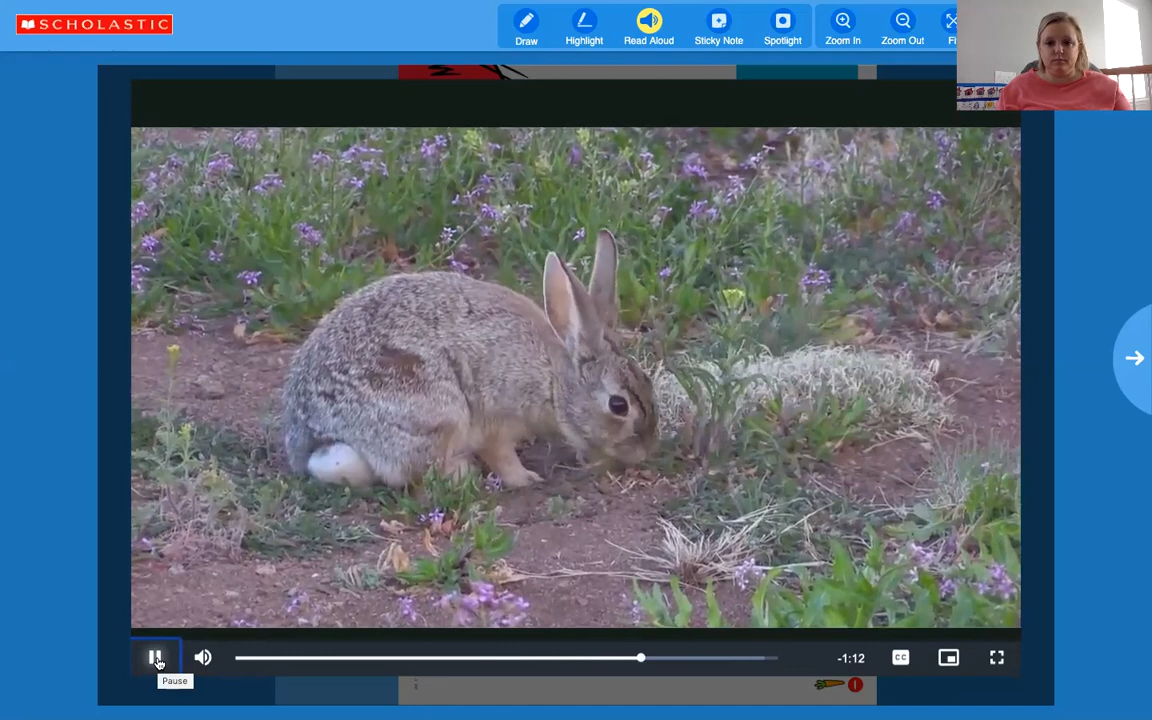 SCHOLASTIC
Draw
Highlight
Read Aloud
Sticky Note
Spotlight
Zoom In
Zoom Out
-1:12
CC
Pause